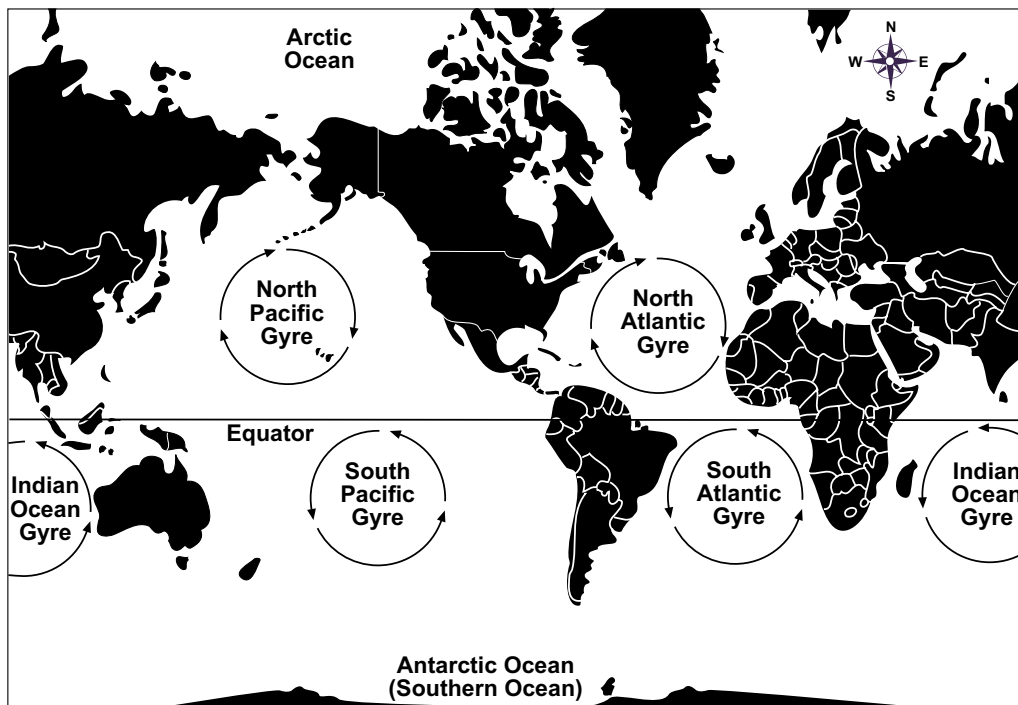 Arctic
Ocean
N
W
E
S
North
Pacific
Gyre
North
Atlantic
Gyre
Equator
Indian
Ocean
Gyre
South
Pacific
Gyre
South
Atlantic
Gyre
Indian
Ocean
Gyre
Antarctic Ocean
(Southern Ocean)